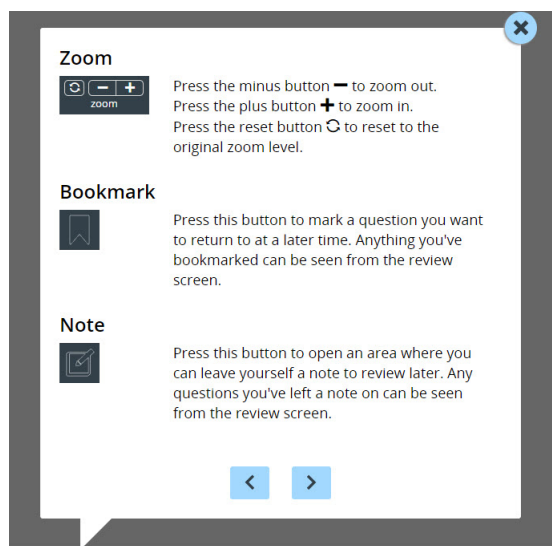 Zoom
zoom
Press the minus button − to zoom out.
Press the plus button + to zoom in.
Press the reset button to reset to the
original zoom level.
Bookmark
Press this button to mark a question you want
to return to at a later time. Anything you've
bookmarked can be seen from the review
screen.
Note
Press this button to open an area where you
can leave yourself a note to review later. Any
questions you've left a note on can be seen
from the review screen.